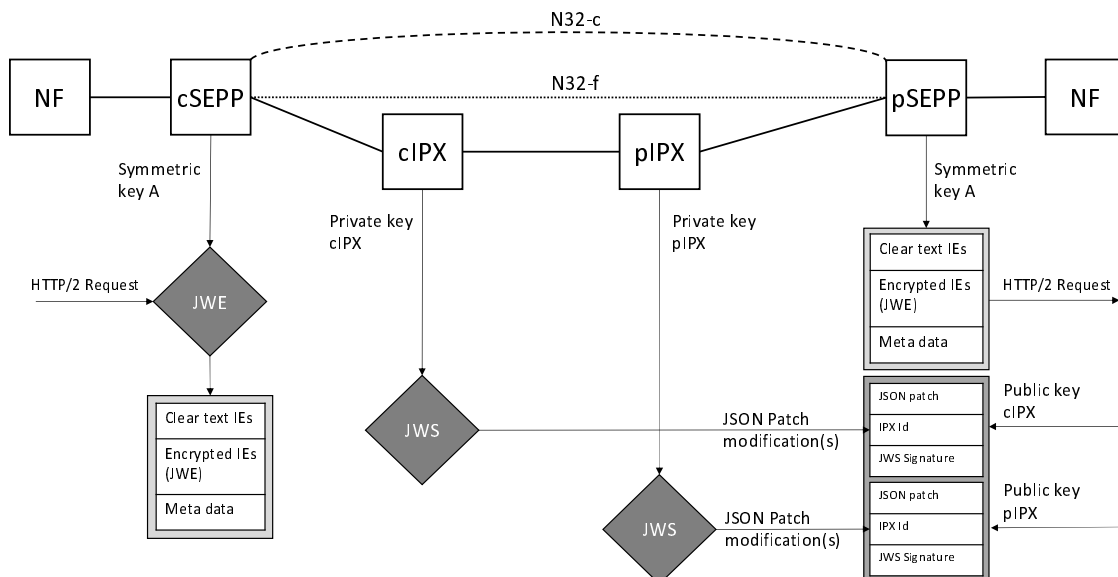 N32-c
NF
cSEPP
N32-f
pSEPP
NF
cIPX
pIPX
Symmetric
key A
Symmetric
key A
Private key
cIPX
Private key
pIPX
HTTP/2 Request
JWE
Clear text IEs
Encrypted IEs
(JWE)
Meta data
HTTP/2 Request
Clear text IEs
Encrypted IEs
(JWE)
Meta data
JWS
JSON Patch
modification(s)
JSON patch
IPX Id
JWS Signature
Public key
cIPX
JWS
JSON Patch
modification(s)
JSON patch
IPX Id
JWS Signature
Public key
pIPX